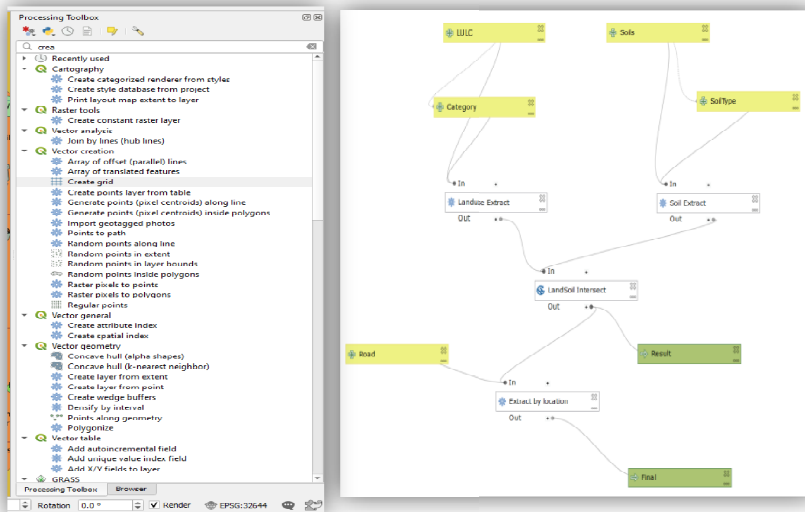 Processing Toolbox
crea
Recently used
Cartography
Create categorized renderer from styles
Create style database from project
Print layout map extent to layer
Raster tools
Create constant raster layer
Vector analysis
Join by lines (hub lines)
Vector creation
Array of offset (parallel) lines
Array of translated features
Create grid
Create points layer from table
Generate points (pixel centroids) along line
Generate points (pixel centroids) inside polygons
Import geotagged photos
Points to path
Random points along line
Random points in extent
Random points in layer bounds
Random points inside polygons
Raster pixels to points
Raster pixels to polygons
Regular points
Vector general
Create attribute index
Create spatial index
Vector geometry
Concave hull (alpha shapes)
Concave hull (k-nearest neighbor)
Create layer from extent
Create layer from point
Create wedge buffers
Densify by interval
Points along geometry
Polygonize
Vector table
Add autoincremental field
Add unique value index field
Add X/Y fields to layer
GRASS
Processing Toolbox Browser
Rotation 0.0 ° Render EPSG:32644
LULC
Soils
Category
SoilType
In
In
Landuse Extract
Soil Extract
Out
Out
In
LandSoil Intersect
Out
Road
Result
In
Extract by location
Out
Final